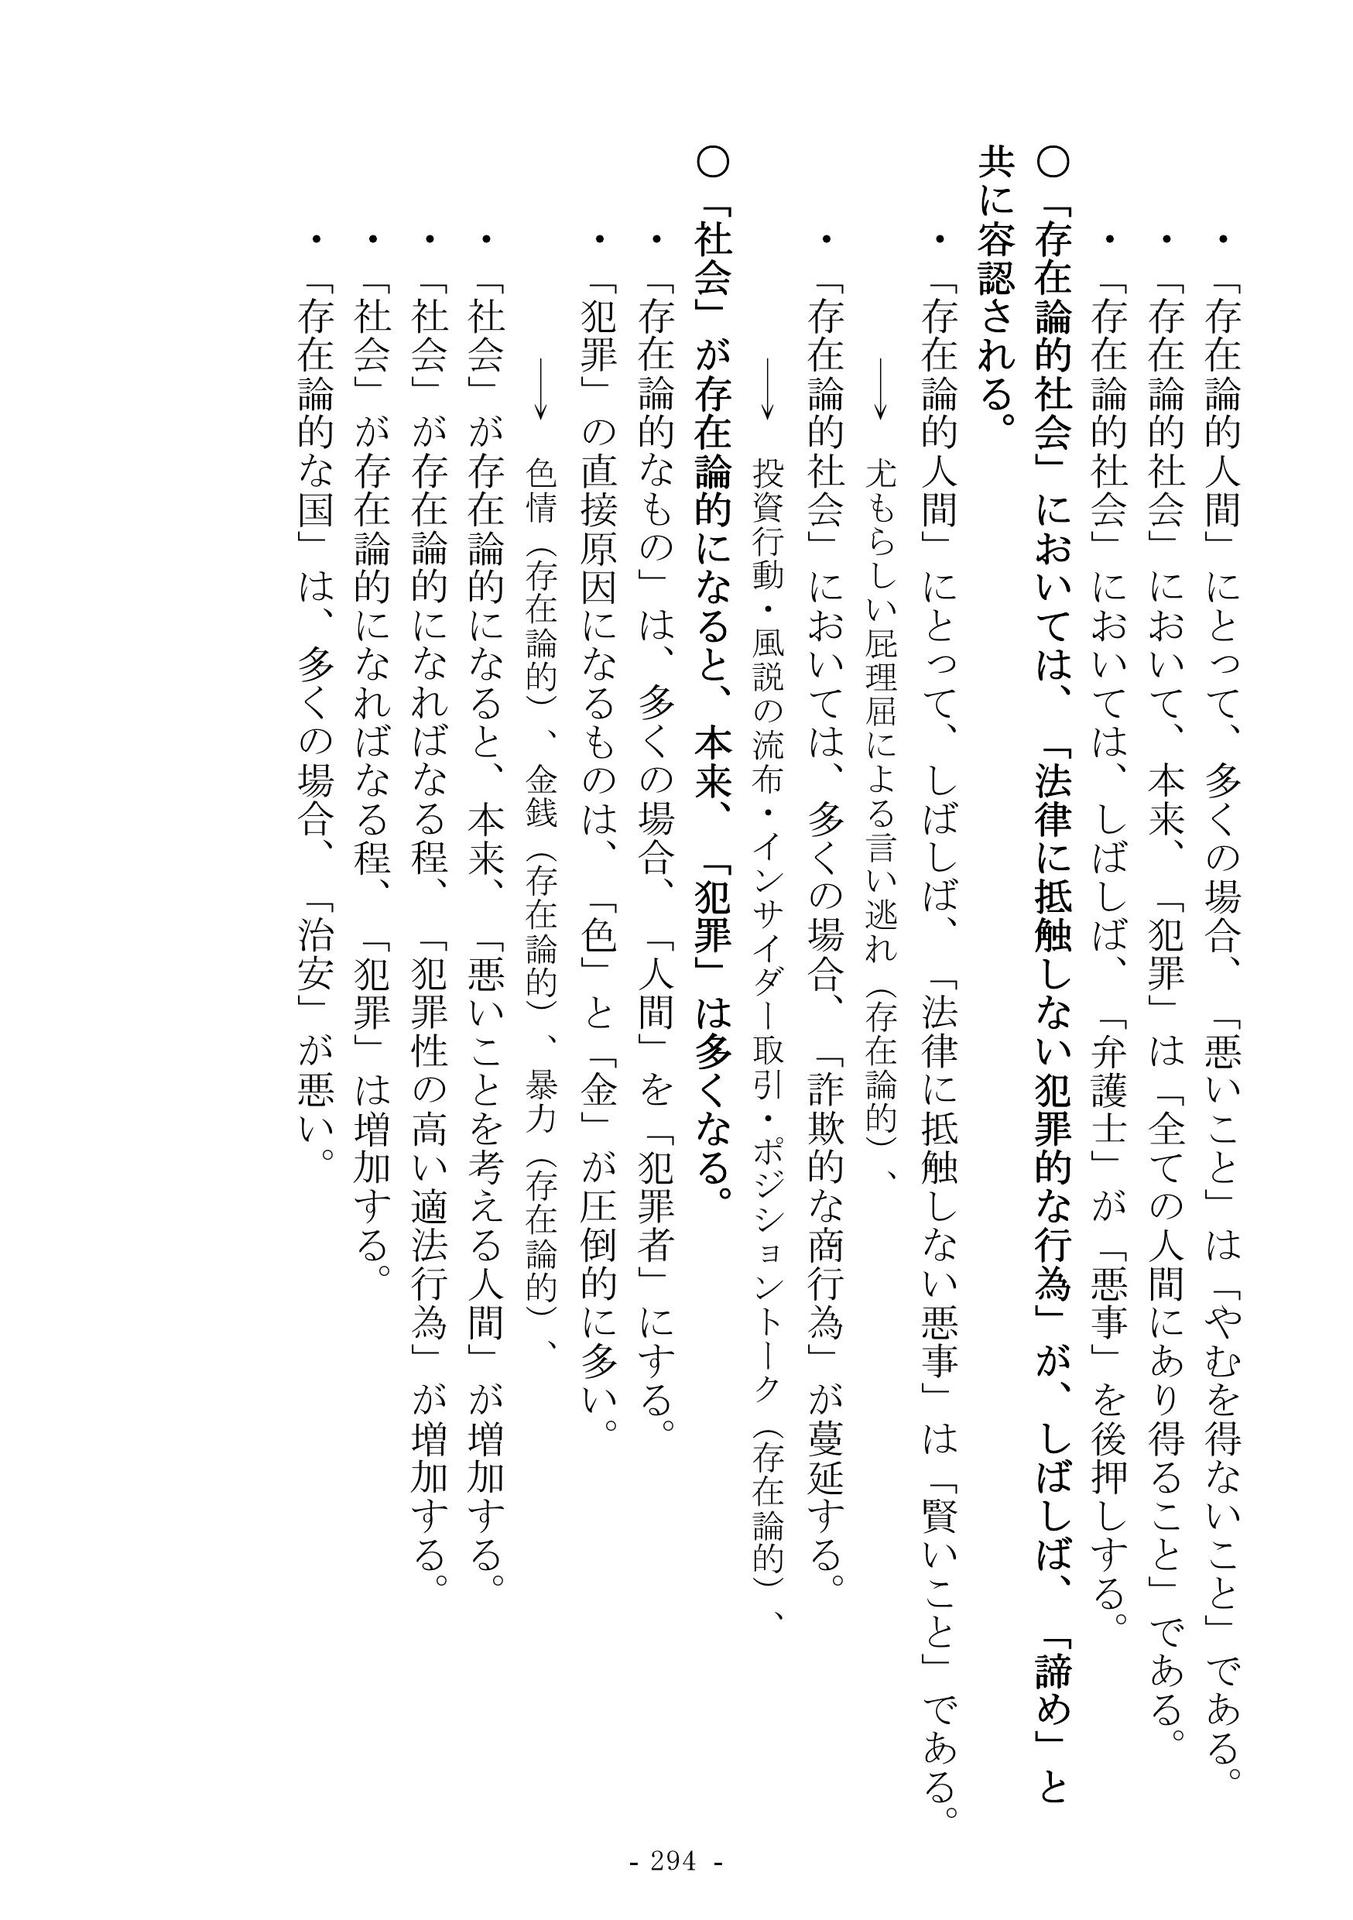 ・「存在論的人間」にとって、多くの場合、「悪いこと」は「やむを得ないこと」である。
・「存在論的社会」において、本来、「犯罪」は「全ての人間にあり得ること」である。
・「存在論的社会」においては、しばしば、「弁護士」が「悪事」を後押しする。
〇「存在論的社会」においては、「法律に抵触しない犯罪的な行為」が、しばしば、「諦め」と
共に容認される。
・「存在論的人間」にとって、しばしば、「法律に抵触しない悪事」は「賢いこと」である。
→ 尤もらしい屁理屈による言い逃れ（存在論的）、
・「存在論的社会」においては、多くの場合、「詐欺的な商行為」が蔓延する。
→ 投資行動・風説の流布・インサイダー取引・ポジショントーク（存在論的）、
〇「社会」が存在論的になると、本来、「犯罪」は多くなる。
・「存在論的なもの」は、多くの場合、「人間」を「犯罪者」にする。
・「犯罪」の直接原因になるものは、「色」と「金」が圧倒的に多い。
→ 色情（存在論的）、金銭（存在論的）、暴力（存在論的）、
・「社会」が存在論的になると、本来、「悪いことを考える人間」が増加する。
・「社会」が存在論的になればなる程、「犯罪性の高い適法行為」が増加する。
・「社会」が存在論的になればなる程、「犯罪」は増加する。
・「存在論的な国」は、多くの場合、「治安」が悪い。
- 294 -